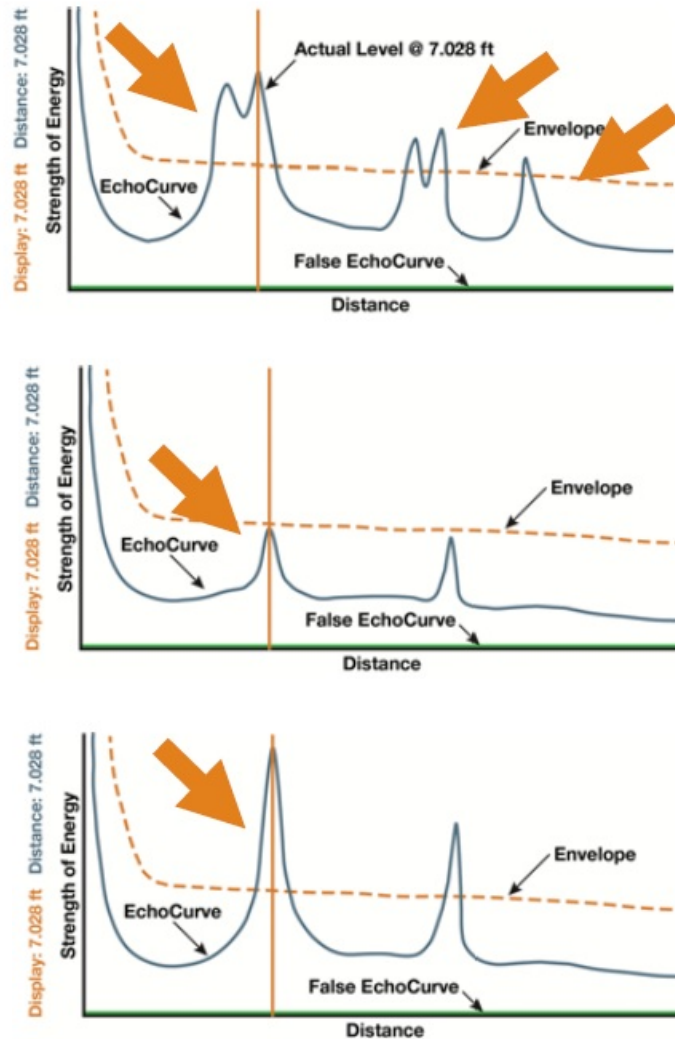 Display: 7.028 ft Distance: 7.028 ft
Strength of Energy
Actual Level @ 7.028 ft
Envelope
EchoCurve
False EchoCurve
Distance
Display: 7.028 ft Distance: 7.028 ft
Strength of Energy
Envelope
EchoCurve
False EchoCurve
Distance
Display: 7.028 ft Distance: 7.028 ft
Strength of Energy
Envelope
EchoCurve
False EchoCurve
Distance